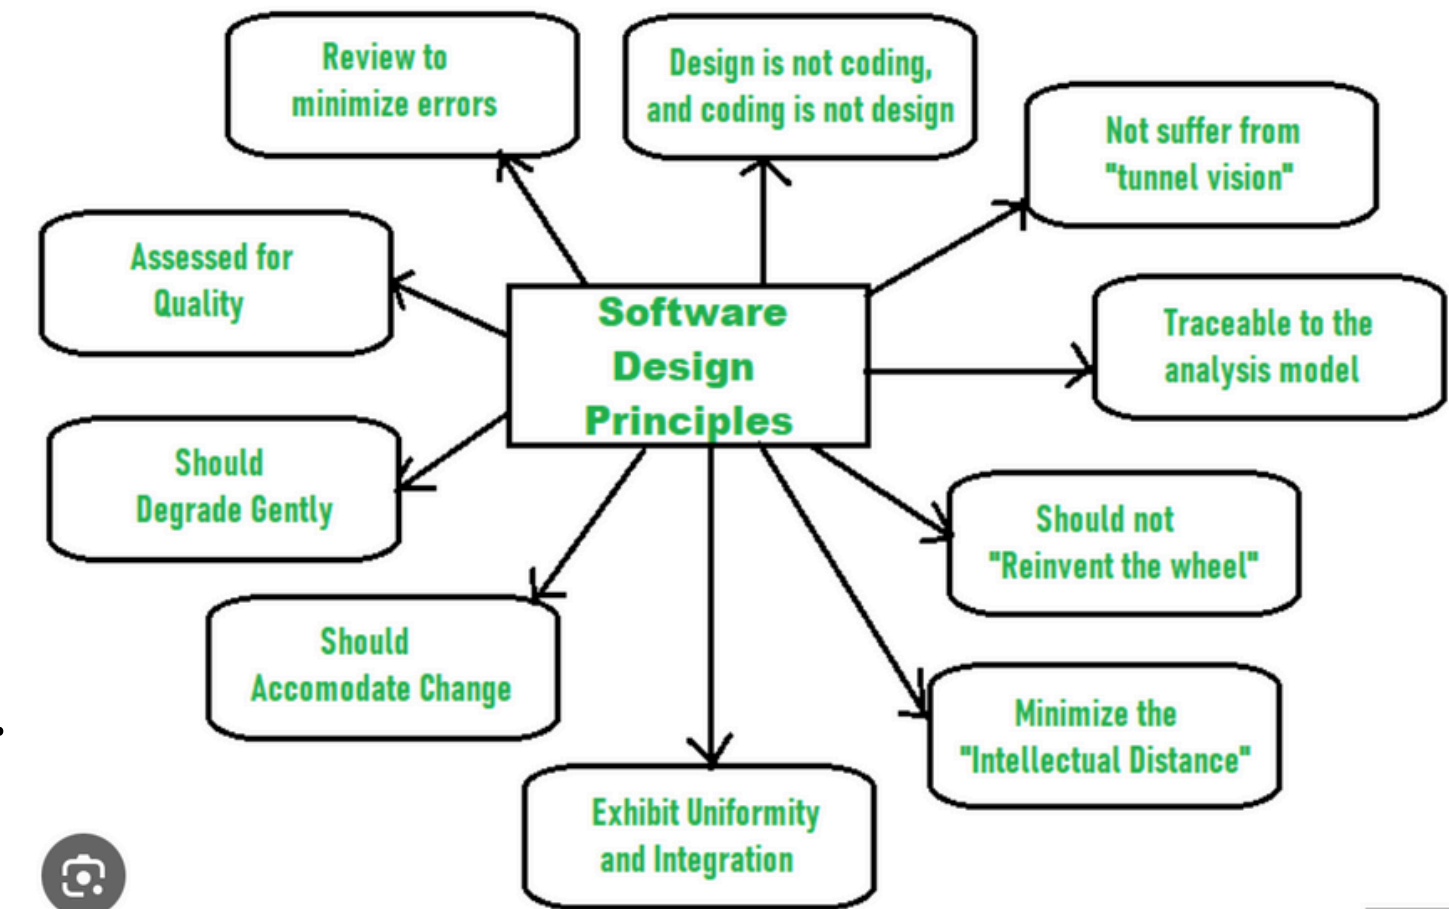 Review to
minimize errors
Design is not coding,
and coding is not design
Not suffer from
"tunnel vision"
Assessed for
Quality
Software
Design
Principles
Traceable to the
analysis model
Should
Degrade Gently
Should not
"Reinvent the wheel"
Should
Accomodate Change
Minimize the
"Intellectual Distance"
Exhibit Uniformity
and Integration